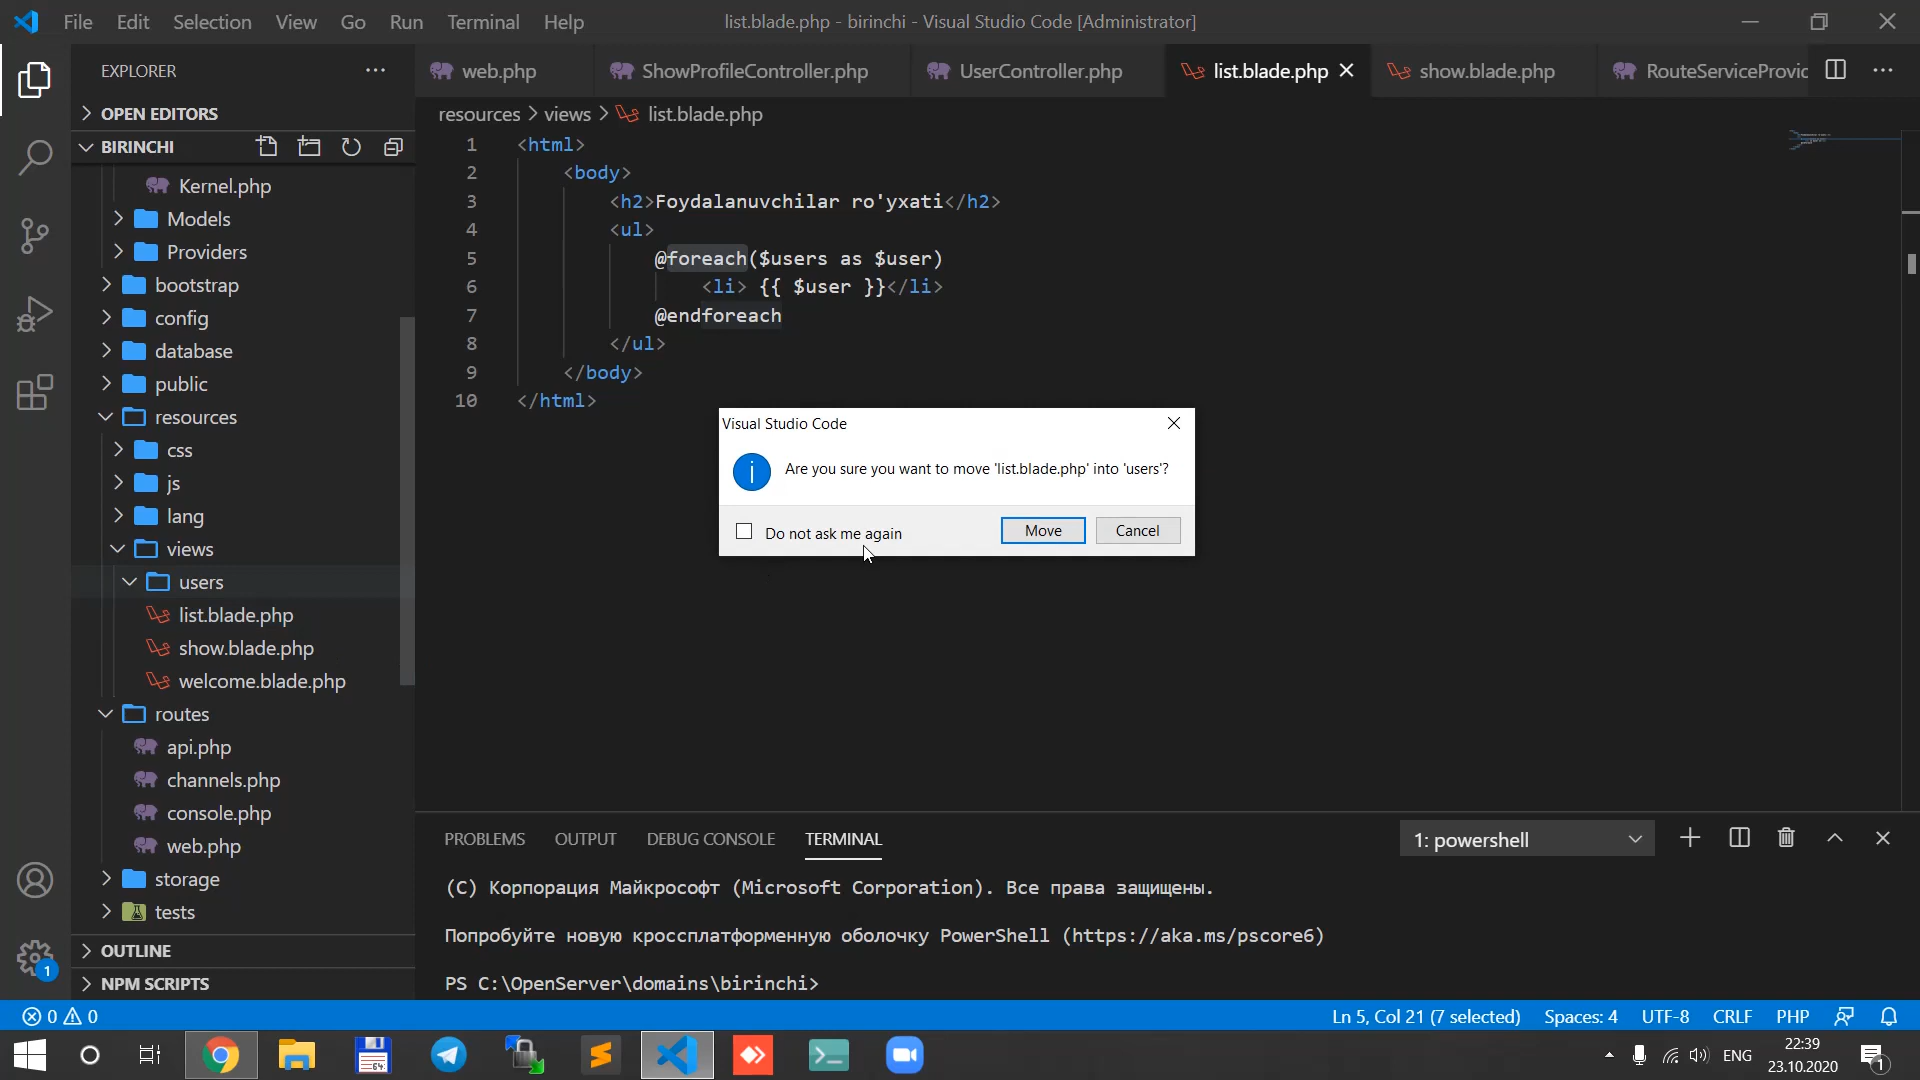 File Edit Selection View Go Run Terminal Help
list.blade.php - birinchi - Visual Studio Code [Administrator]
EXPLORER
OPEN EDITORS
BIRINCHI
Kernel.php
Models
Providers
bootstrap
config
database
public
resources
css
js
lang
views
users
list.blade.php
show.blade.php
welcome.blade.php
routes
api.php
channels.php
console.php
web.php
storage
tests
OUTLINE
NPM SCRIPTS
web.php ShowProfileController.php UserController.php list.blade.php show.blade.php RouteServiceProvic
resources > views > list.blade.php
1 <html>
2 <body>
3 <h2>Foydalanuvchilar ro'yxati</h2>
4 <ul>
5 @foreach($users as $user)
6 <li> {{ $user }}</li>
7 @endforeach
8 </ul>
9 </body>
10 </html>
Visual Studio Code
Are you sure you want to move 'list.blade.php' into 'users'?
Do not ask me again
Move Cancel
PROBLEMS OUTPUT DEBUG CONSOLE TERMINAL
1: powershell
(C) Корпорация Майкрософт (Microsoft Corporation). Все права защищены.
Попробуйте новую кроссплатформенную оболочку PowerShell (https://aka.ms/pscore6)
PS C:\OpenServer\domains\birinchi>
1
0 0
Ln 5, Col 21 (7 selected) Spaces: 4 UTF-8 CRLF PHP
64
ENG
22:39
23.10.2020
1